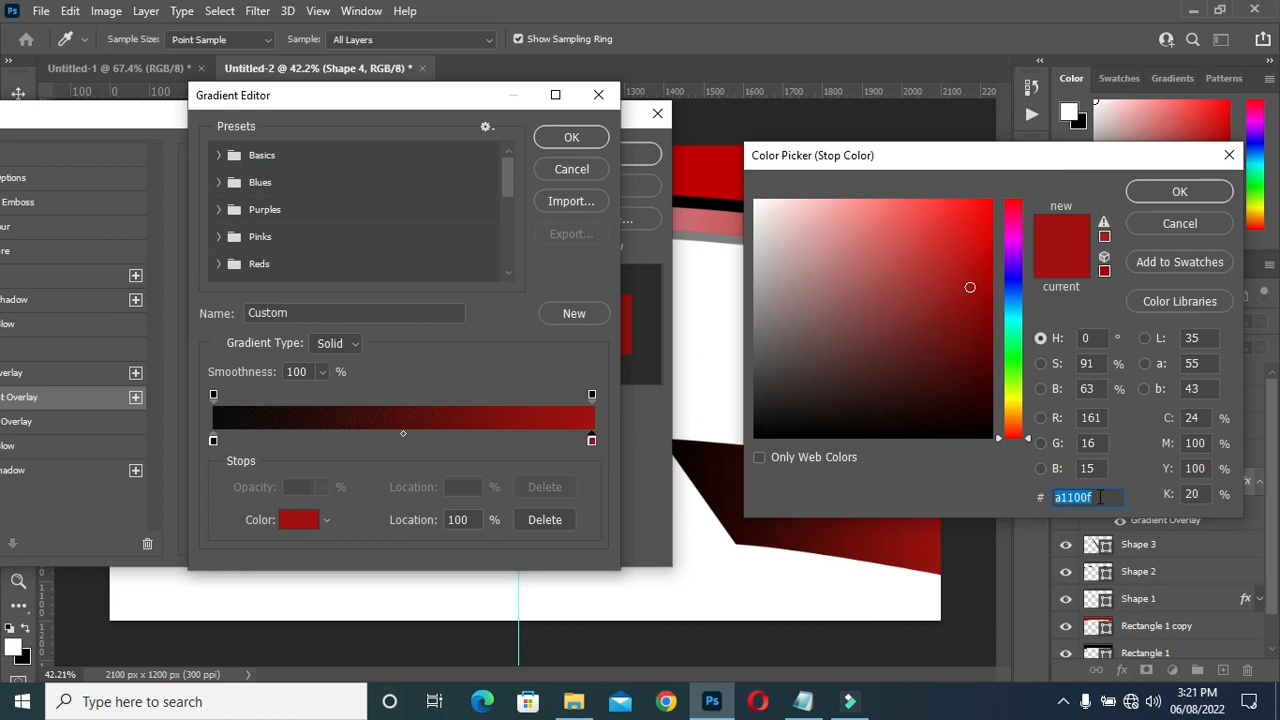 Ps File Edit Image Layer Type Select Filter 3D View Window Help
Sample Size: Point Sample Sample: All Layers Show Sampling Ring
Untitled-1 @ 67.4% (RGB/8) * × Untitled-2 @ 42.2% (Shape 4, RGB/8) * ×
Color Swatches Gradients Patterns
100 0 100 1300 1400 1500 1600 1700 1800 1900 2000 2100 220
Gradient Editor
Presets
Basics
Blues
Purples
Pinks
Reds
OK
Cancel
Import...
Export...
Name: Custom
New
Gradient Type: Solid
Smoothness: 100 %
Stops
Opacity: % Location: % Delete
Color: Location: 100 % Delete
ptions
Emboss
ur
re
hadow
low
verlay
nt Overlay
Overlay
low
hadow
Color Picker (Stop Color)
new
current
OK
Cancel
Add to Swatches
Color Libraries
H: 0 ° L: 35
S: 91 % a: 55
B: 63 % b: 43
R: 161 C: 24 %
G: 16 M: 100 %
B: 15 Y: 100 %
# a1100f K: 20 %
Only Web Colors
Gradient Overlay
Shape 3
Shape 2
Shape 1 fx
Rectangle 1 copy
Rectangle 1
42.21% 2100 px x 1200 px (300 ppi)
Type here to search
3:21 PM
06/08/2022